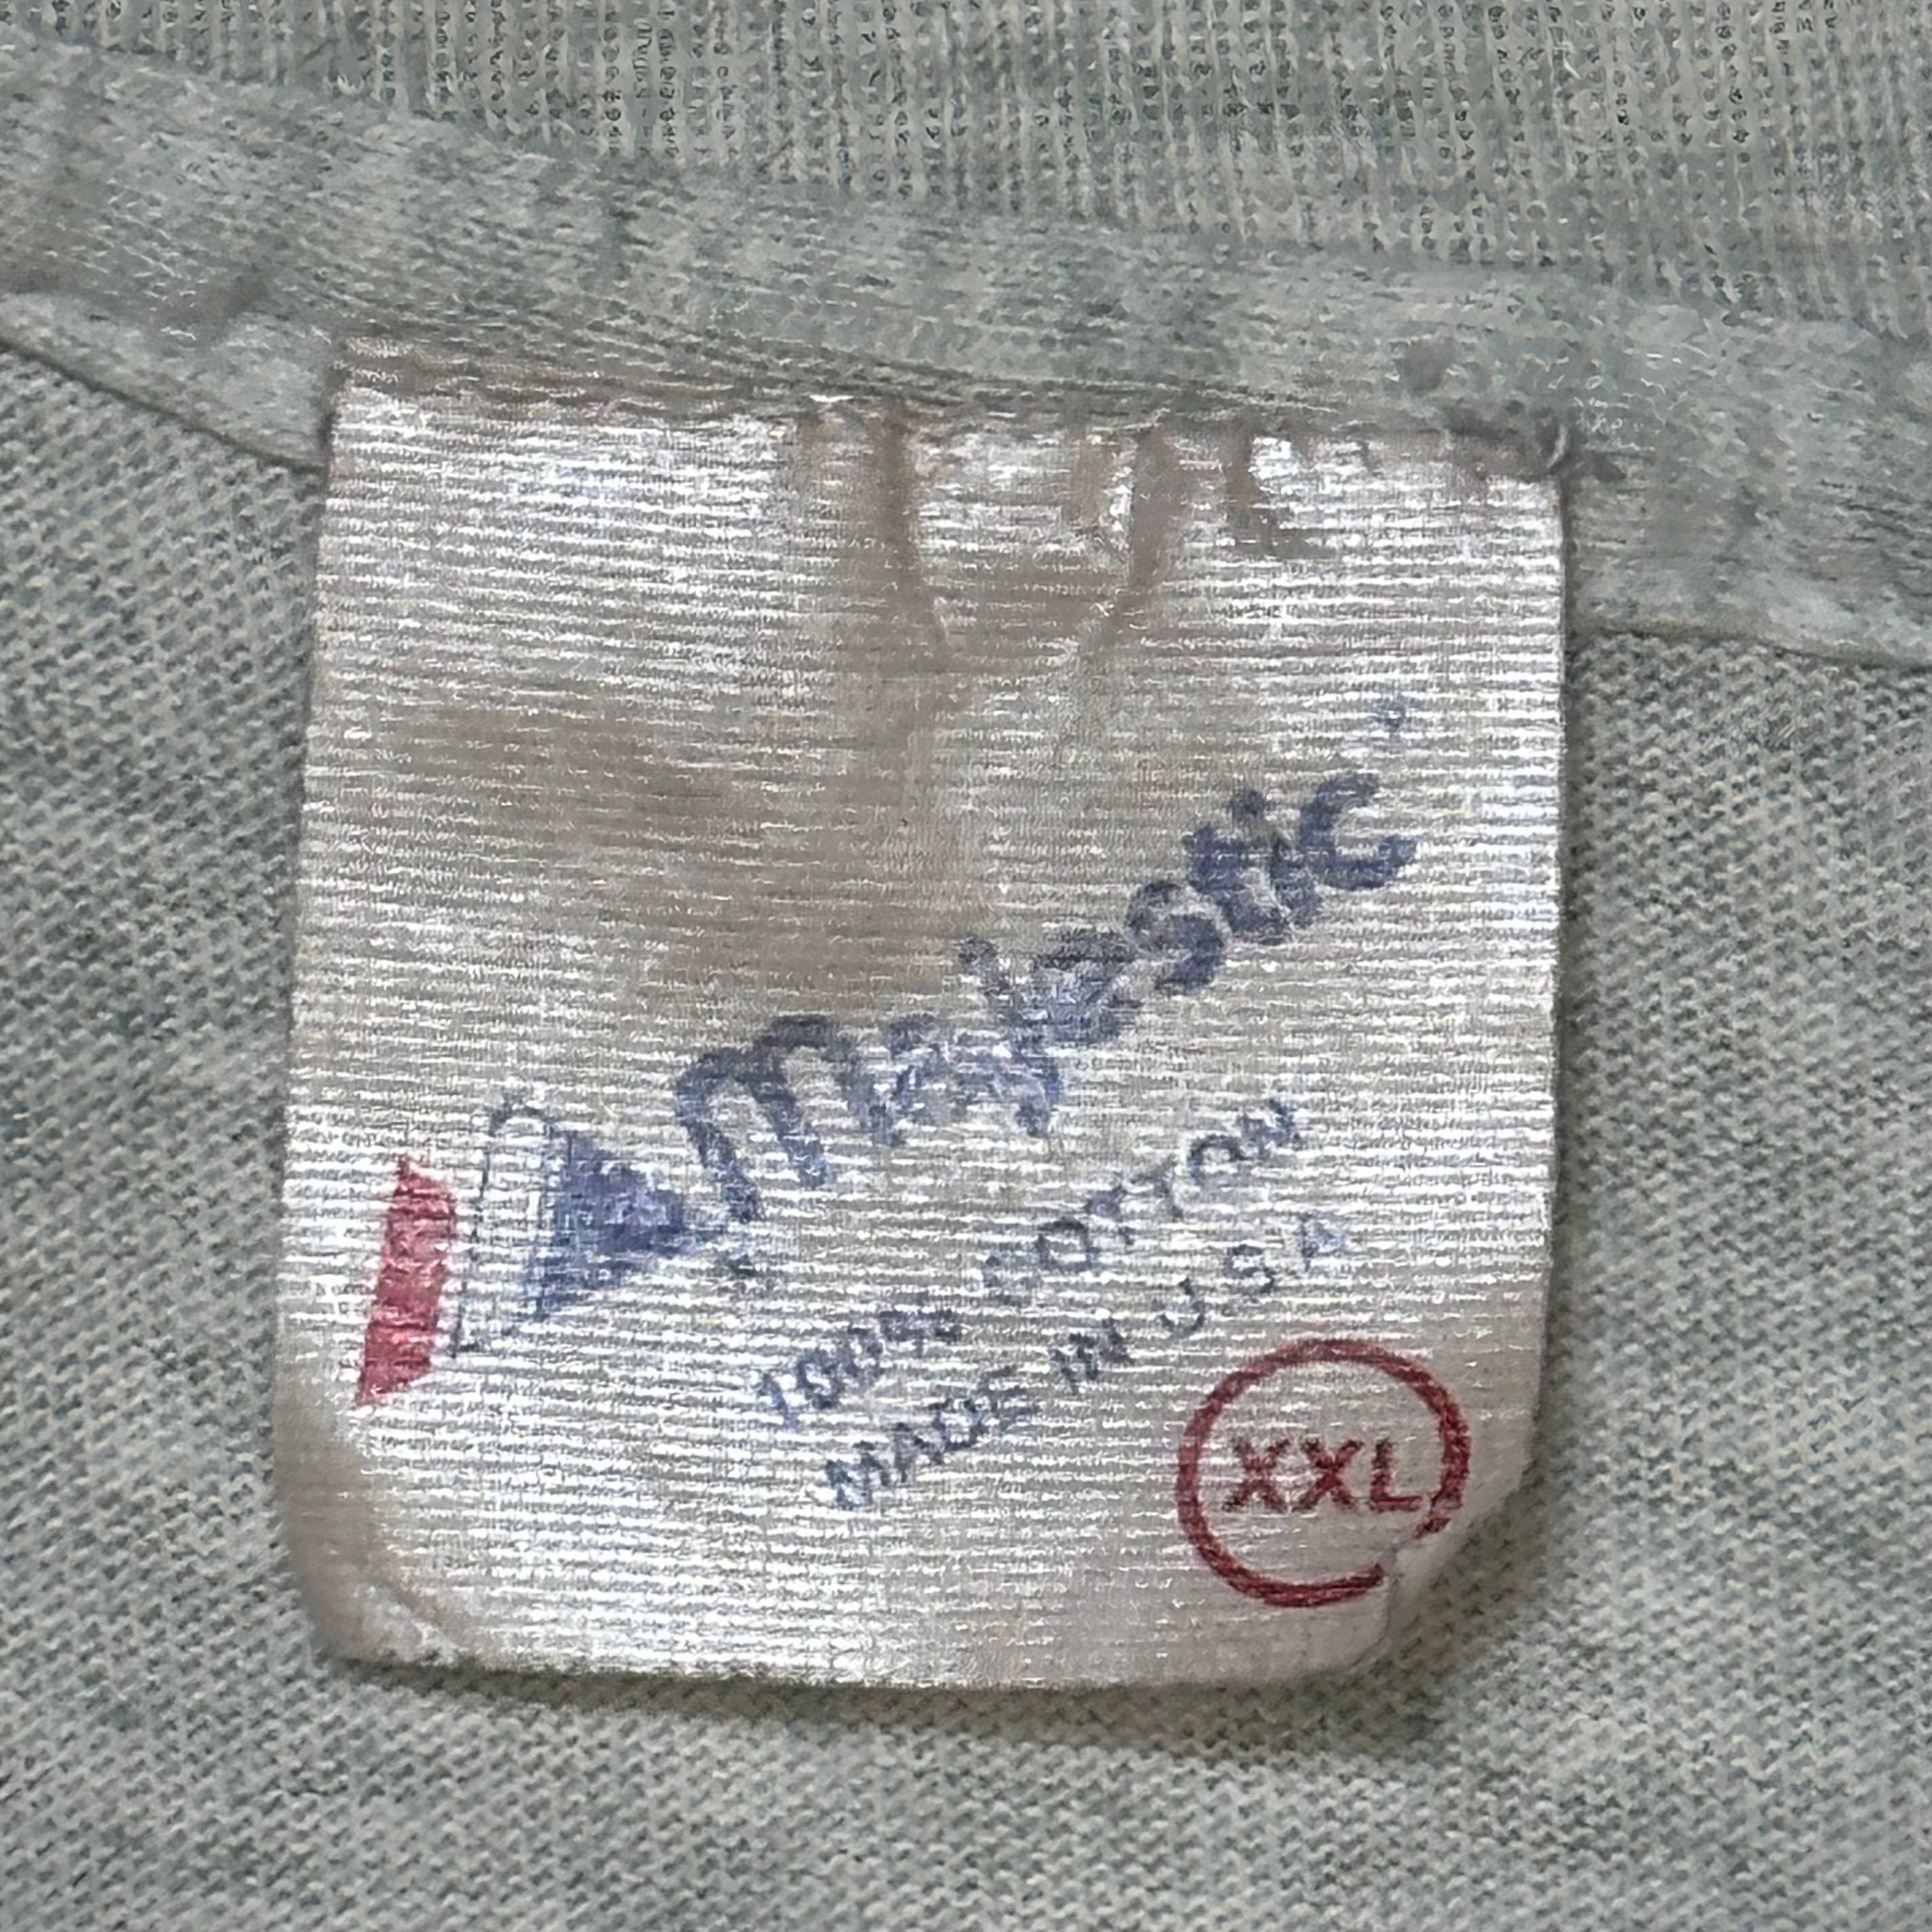 Majestic
100% COTTON
MADE IN U.S.A
XXL